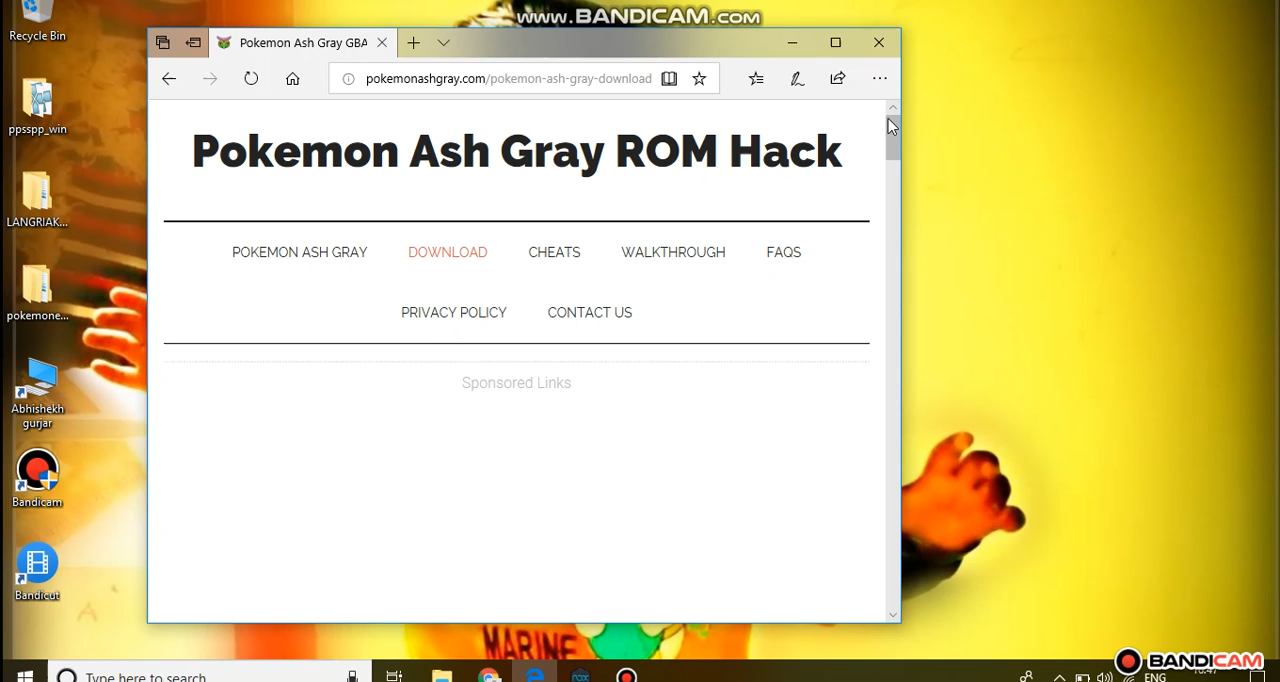 www.BANDICAM.com
Recycle Bin
Pokemon Ash Gray GBA
pokemonashgray.com/pokemon-ash-gray-download
ppsspp_win
Pokemon Ash Gray ROM Hack
LANGRIAK...
POKEMON ASH GRAY DOWNLOAD CHEATS WALKTHROUGH FAQS
pokemone...
PRIVACY POLICY CONTACT US
Sponsored Links
Abhishekh
gurjar
Bandicam
Bandicut
MARINE
BANDICAM
Type here to search
ENG